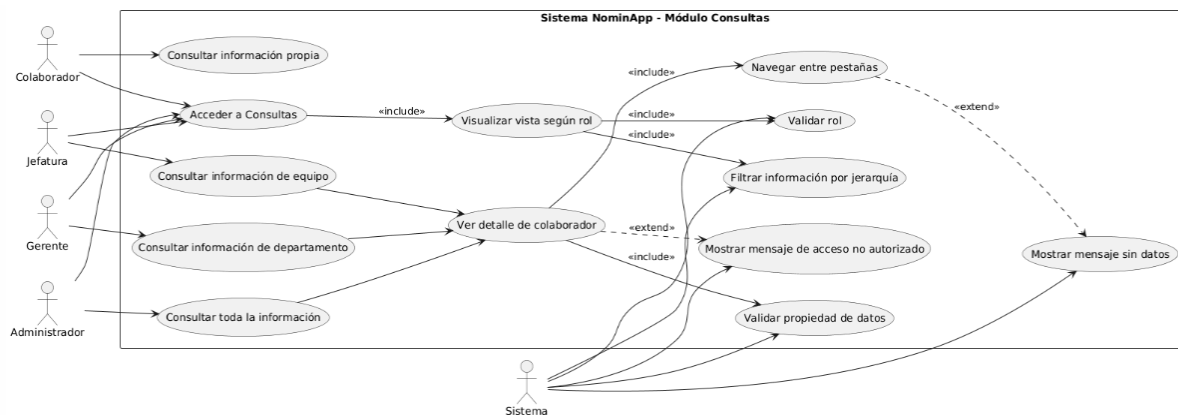 Sistema NominApp - Módulo Consultas
Colaborador
Consultar información propia
«include»
Navegar entre pestañas
Acceder a Consultas
«include»
Visualizar vista según rol
«include»
Validar rol
«extend»
Jefatura
«include»
Consultar información de equipo
Filtrar información por jerarquía
Gerente
Consultar información de departamento
Ver detalle de colaborador
«extend»
Mostrar mensaje de acceso no autorizado
Mostrar mensaje sin datos
«include»
Administrador
Consultar toda la información
Validar propiedad de datos
Sistema